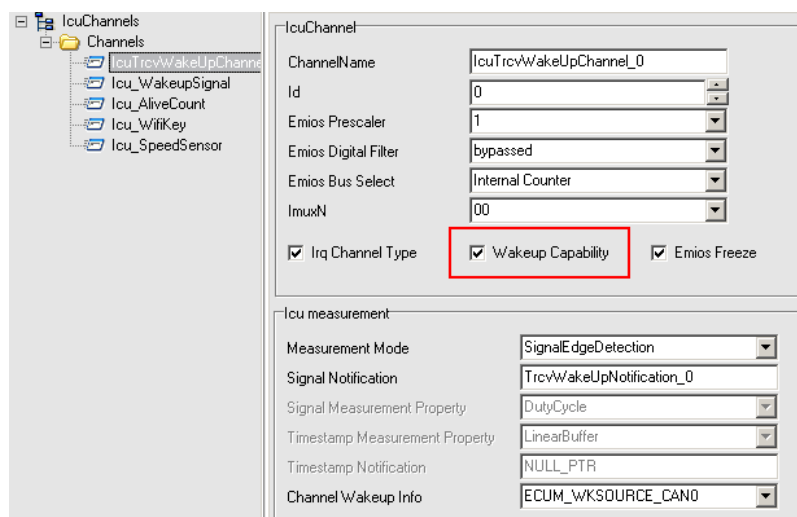 IcuChannels
Channels
IcuTrcvWakeUpChanne
Icu_WakeupSignal
Icu_AliveCount
Icu_WifiKey
Icu_SpeedSensor
IcuChannel
ChannelName IcuTrcvWakeUpChannel_0
Id 0
Emios Prescaler 1
Emios Digital Filter bypassed
Emios Bus Select Internal Counter
ImuxN 00
Irq Channel Type Wakeup Capability Emios Freeze
Icu measurement
Measurement Mode SignalEdgeDetection
Signal Notification TrcvWakeUpNotification_0
Signal Measurement Property DutyCycle
Timestamp Measurement Property LinearBuffer
Timestamp Notification NULL_PTR
Channel Wakeup Info ECUM_WKSOURCE_CAN0